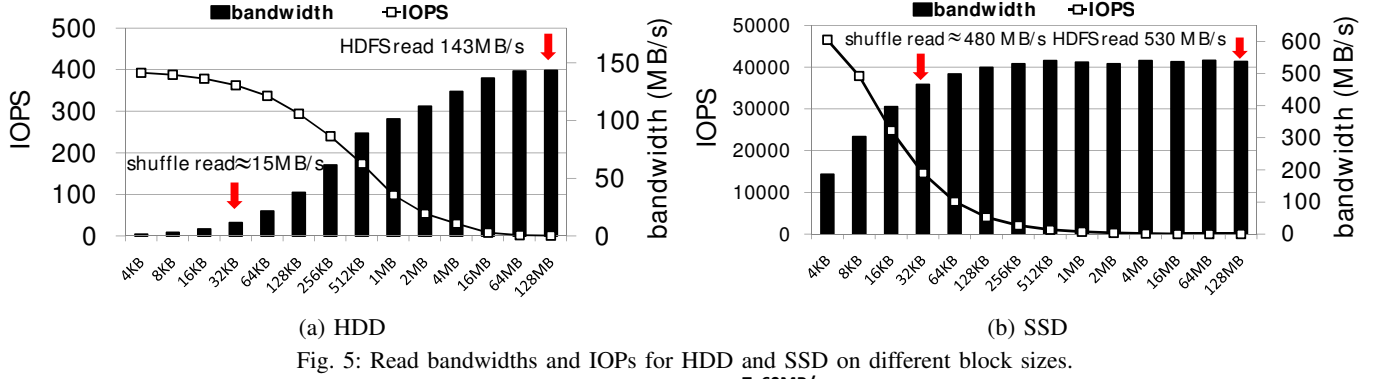 bandwidth IOPS
500
400
300
200
100
0
IOPS
150
100
50
0
bandwidth (MB/s)
HDFS read 143MB/s
shuffle read≈15MB/s
4KB
8KB
16KB
32KB
64KB
128KB
256KB
512KB
1MB
2MB
4MB
16MB
64MB
128MB
(a) HDD
bandwidth IOPS
50000
40000
30000
20000
10000
0
IOPS
600
500
400
300
200
100
0
bandwidth (MB/s)
shuffle read≈480 MB/s HDFS read 530 MB/s
4KB
8KB
16KB
32KB
64KB
128KB
256KB
512KB
1MB
2MB
4MB
16MB
64MB
128MB
(b) SSD
Fig. 5: Read bandwidths and IOPs for HDD and SSD on different block sizes.